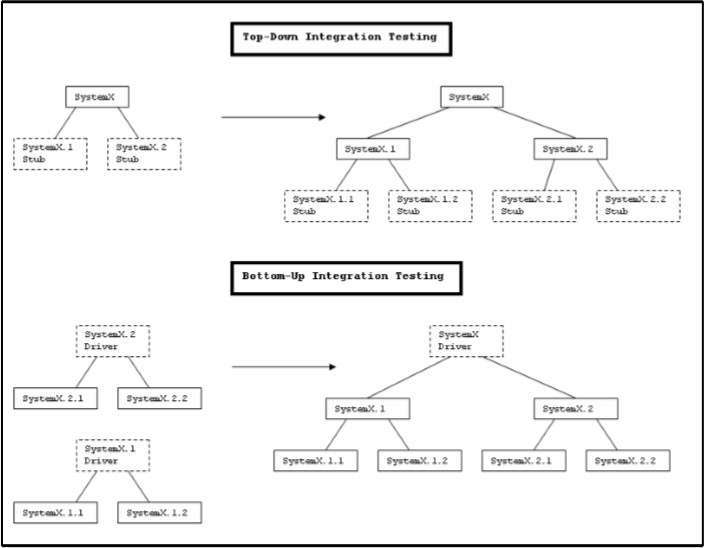 Top-Down Integration Testing
SystemX
SystemX.1
Stub
SystemX.2
Stub
SystemX
SystemX.1
SystemX.2
SystemX.1.1
Stub
SystemX.1.2
Stub
SystemX.2.1
Stub
SystemX.2.2
Stub
Bottom-Up Integration Testing
SystemX.2
Driver
SystemX.2.1
SystemX.2.2
SystemX.1
Driver
SystemX.1.1
SystemX.1.2
SystemX
Driver
SystemX.1
SystemX.2
SystemX.1.1
SystemX.1.2
SystemX.2.1
SystemX.2.2